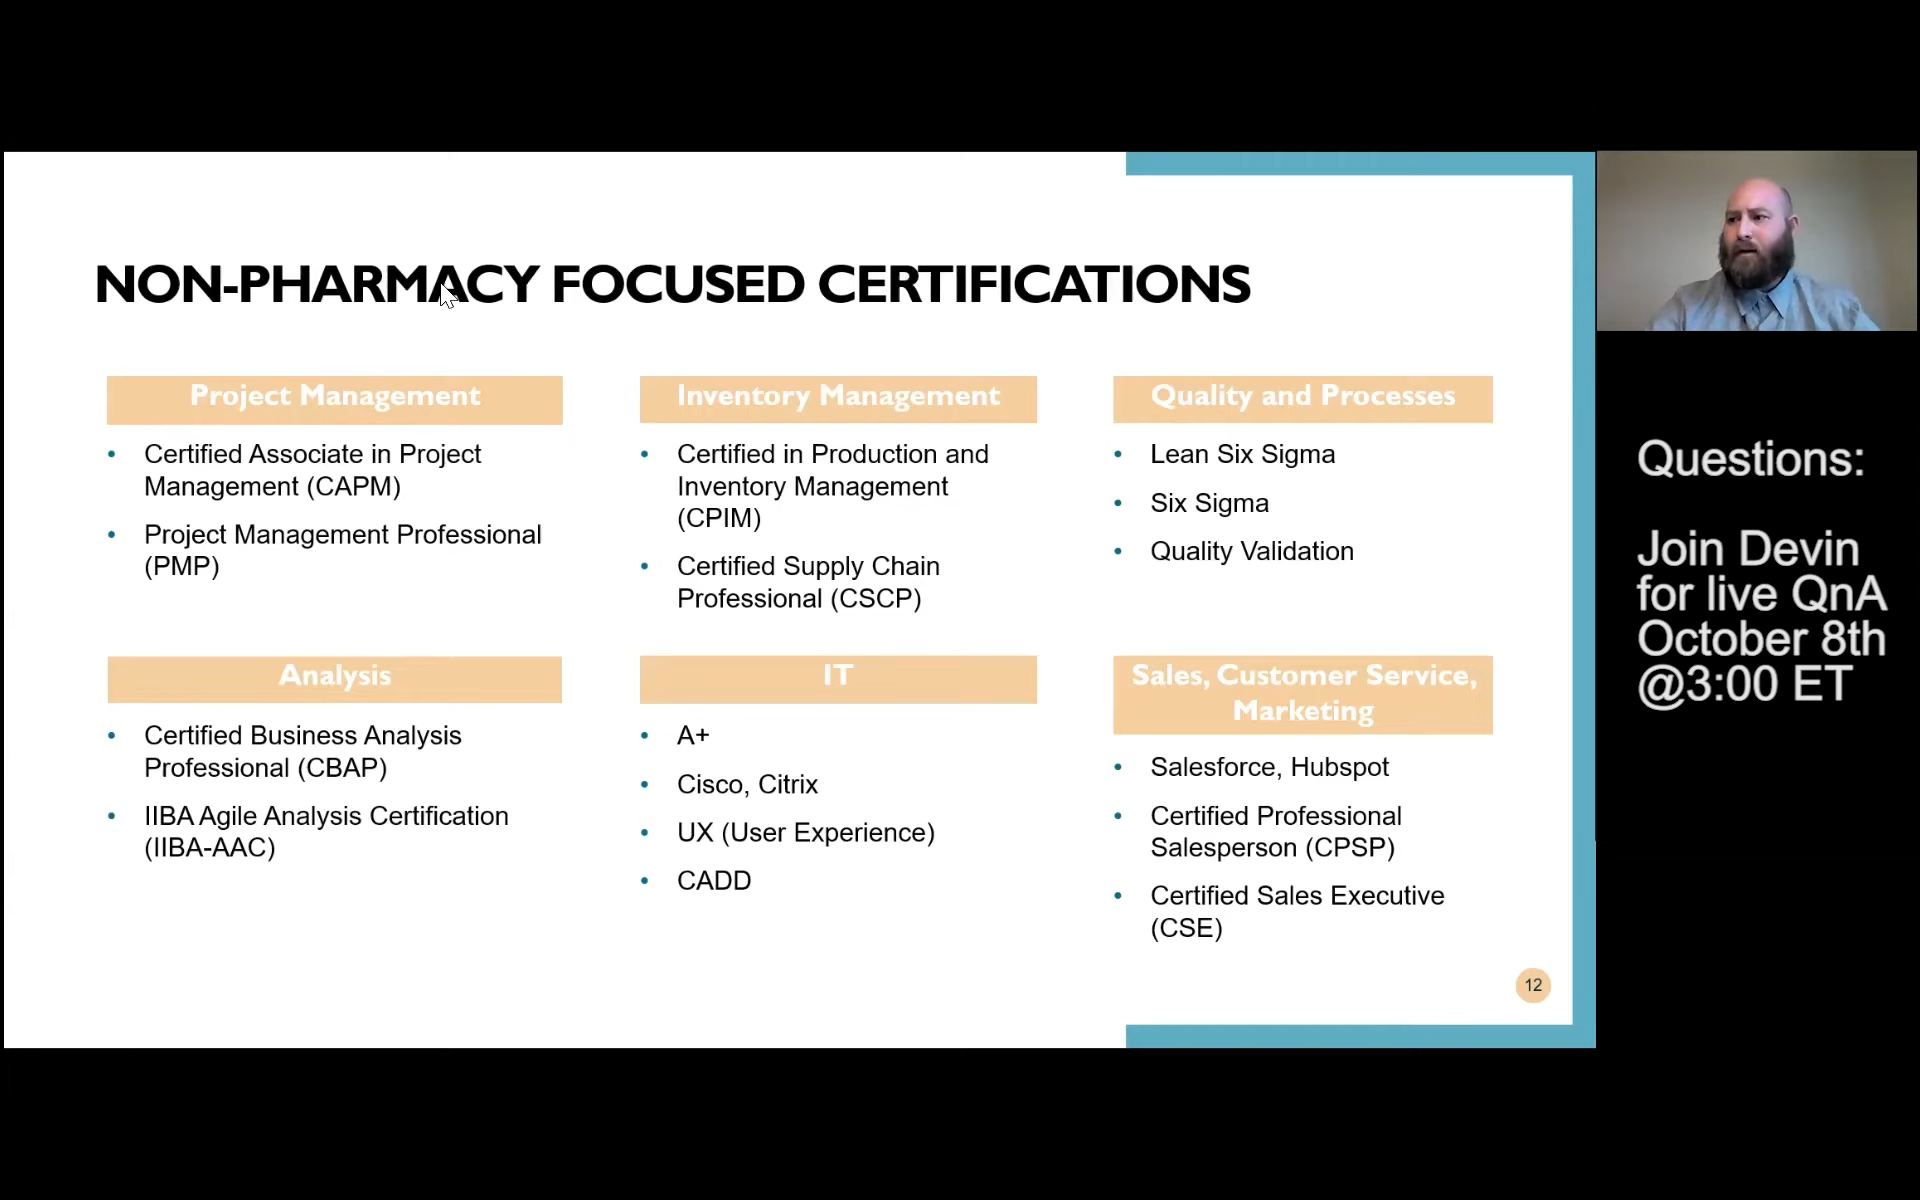 NON-PHARMACY FOCUSED CERTIFICATIONS
Project Management
• Certified Associate in Project
Management (CAPM)
• Project Management Professional
(PMP)
Inventory Management
• Certified in Production and
Inventory Management
(CPIM)
• Certified Supply Chain
Professional (CSCP)
Quality and Processes
• Lean Six Sigma
• Six Sigma
• Quality Validation
Analysis
• Certified Business Analysis
Professional (CBAP)
• IIBA Agile Analysis Certification
(IIBA-AAC)
IT
• A+
• Cisco, Citrix
• UX (User Experience)
• CADD
Sales, Customer Service,
Marketing
• Salesforce, Hubspot
• Certified Professional
Salesperson (CPSP)
• Certified Sales Executive
(CSE)
12
Questions:
Join Devin
for live QnA
October 8th
@3:00 ET